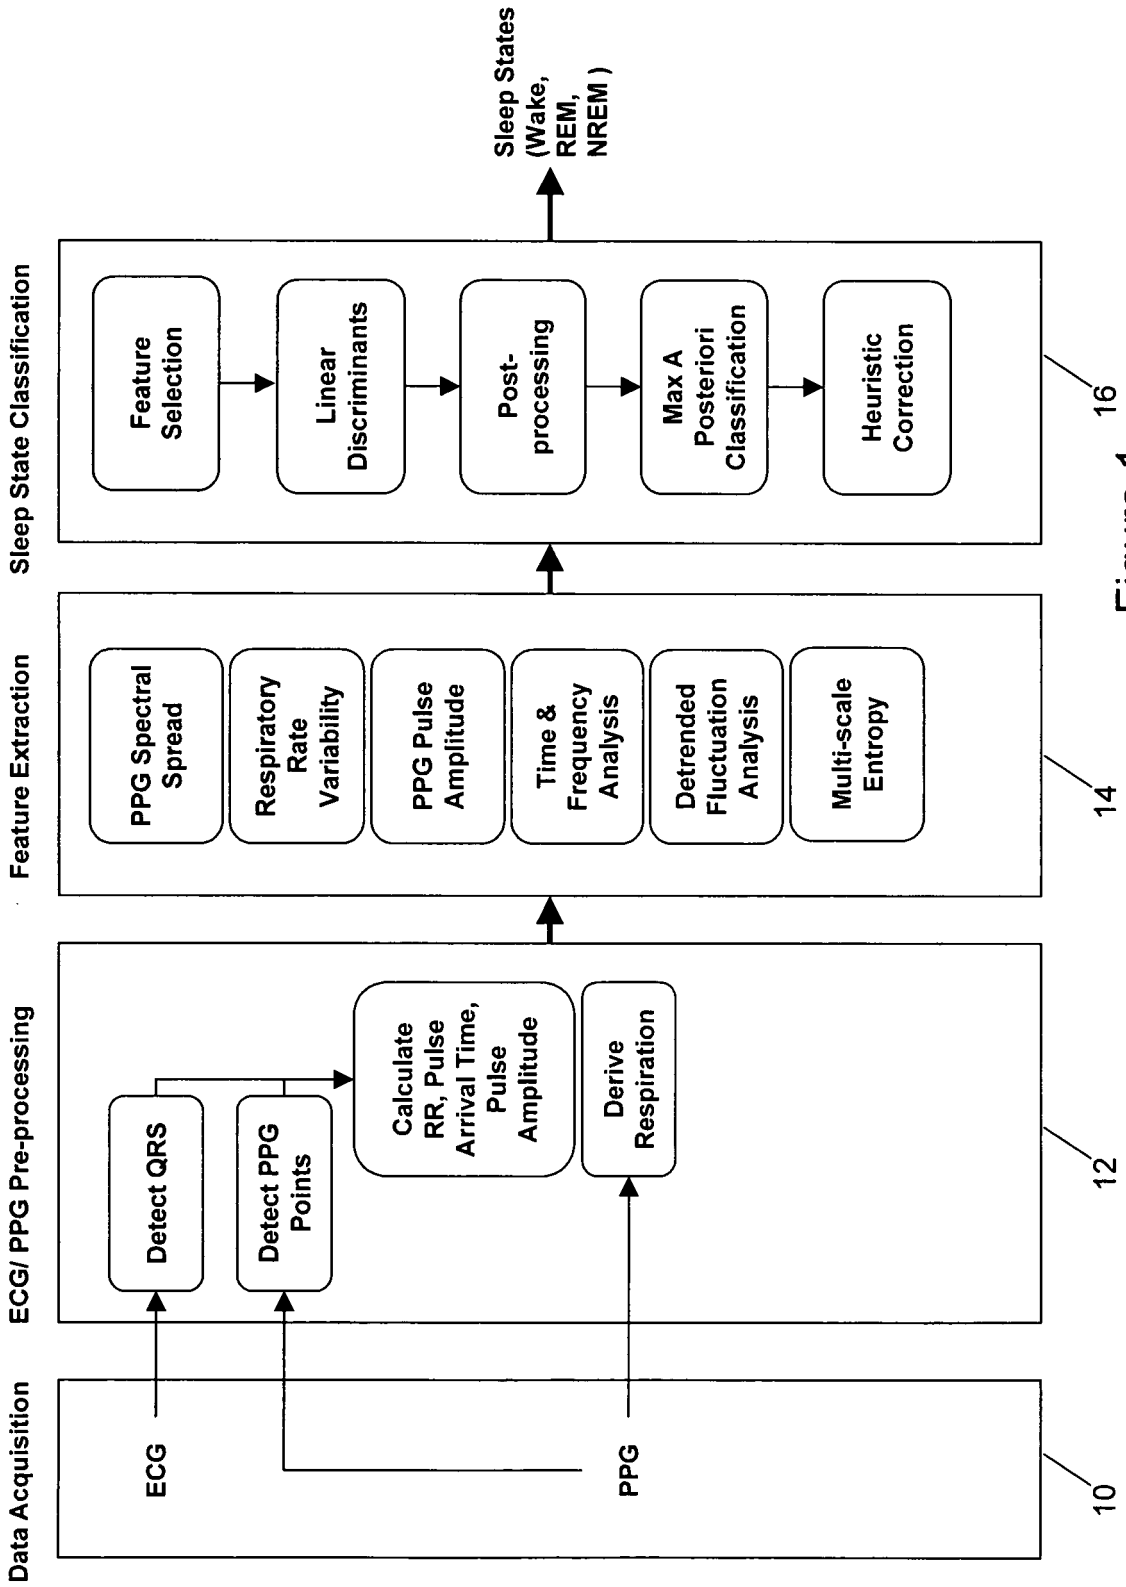 Data Acquisition
ECG
PPG
10
ECG/ PPG Pre-processing
Detect QRS
Detect PPG
Points
Calculate
RR, Pulse
Arrival Time,
Pulse
Amplitude
Derive
Respiration
12
Feature Extraction
PPG Spectral
Spread
Respiratory
Rate
Variability
PPG Pulse
Amplitude
Time &
Frequency
Analysis
Detrended
Fluctuation
Analysis
Multi-scale
Entropy
14
Sleep State Classification
Feature
Selection
Linear
Discriminants
Post-
processing
Max A
Posteriori
Classification
Heuristic
Correction
16
Sleep States
(Wake,
REM,
NREM )
Figure 1